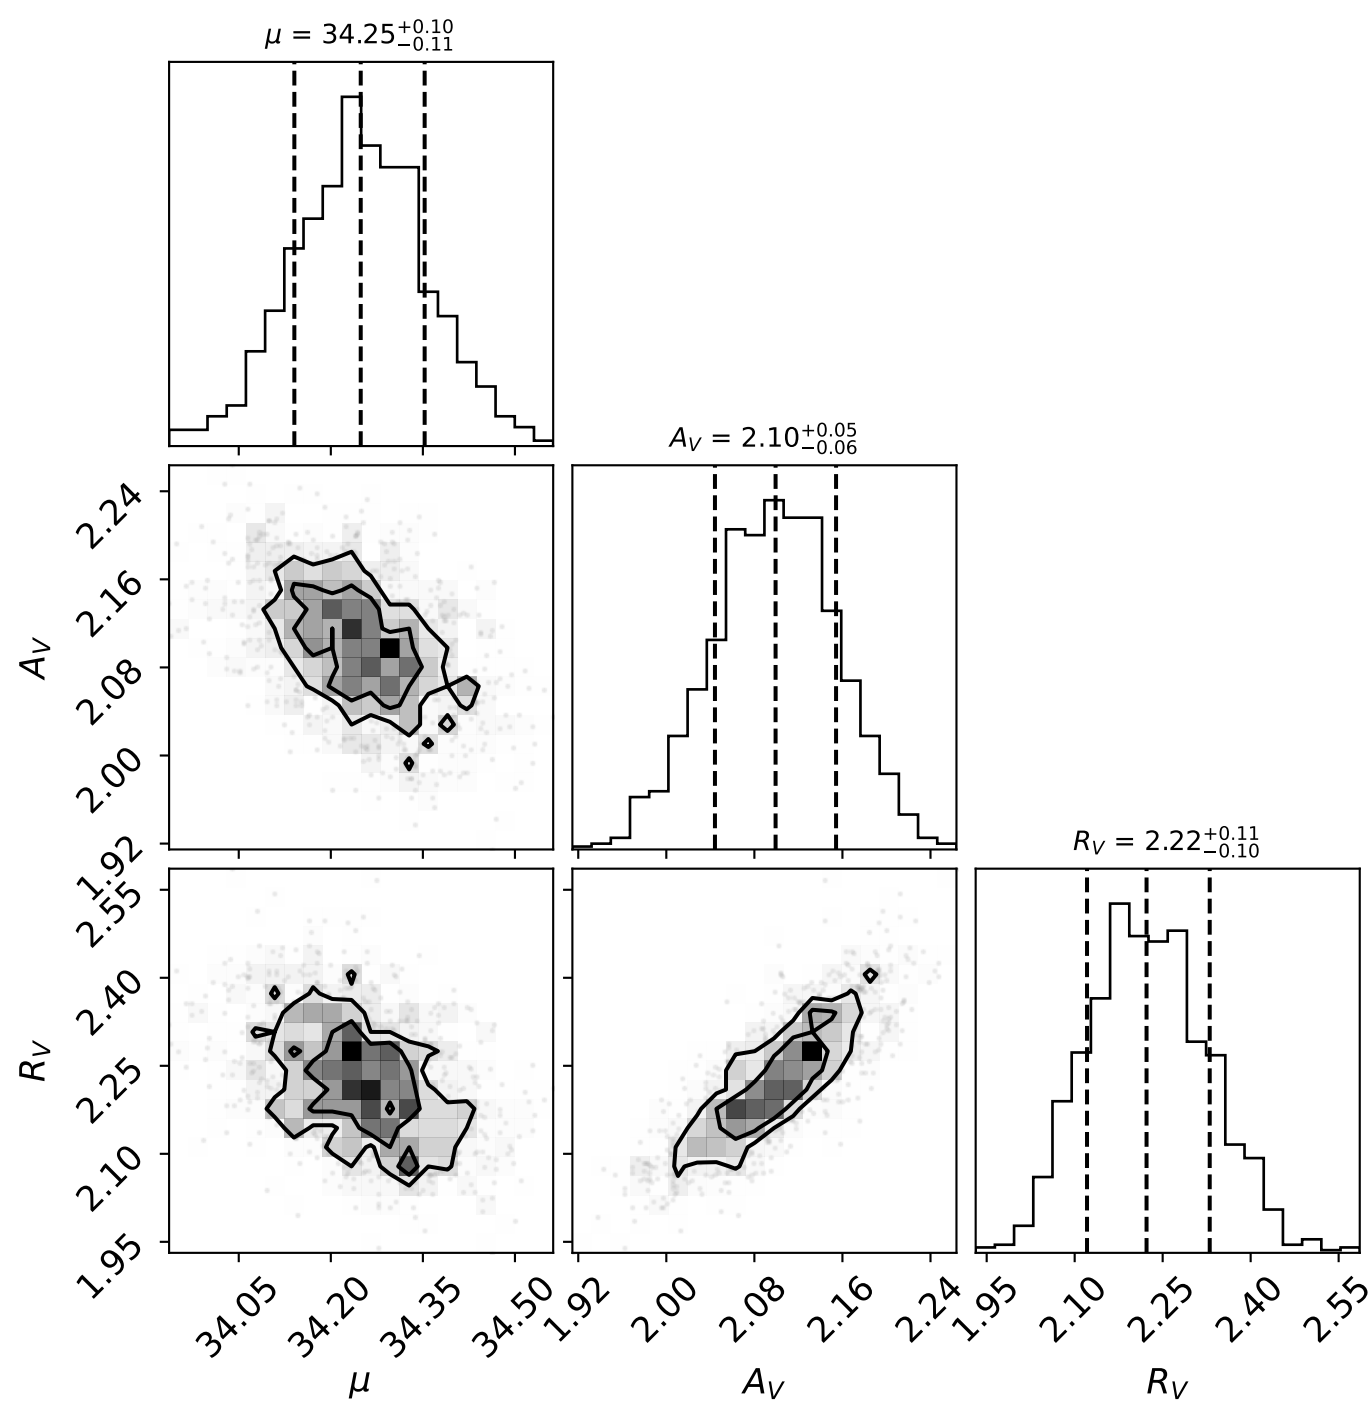 μ = 34.25+0.10−0.11
A_V = 2.10+0.05−0.06
2.24
2.16
2.08
2.00
1.92
A_V
R_V = 2.22+0.11−0.10
2.55
2.40
2.25
2.10
1.95
R_V
34.05 34.20 34.35 34.50 1.92 2.00 2.08 2.16 2.24 1.95 2.10 2.25 2.40 2.55
μ A_V R_V